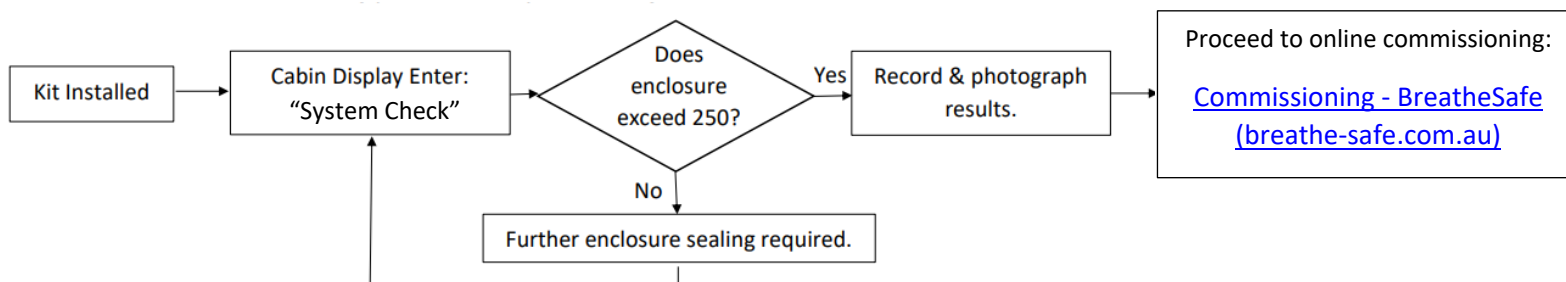 Kit Installed
Cabin Display Enter:
“System Check”
Does
enclosure
exceed 250?
Yes
Record & photograph
results.
Proceed to online commissioning:
Commissioning - BreatheSafe
(breathe-safe.com.au)
No
Further enclosure sealing required.